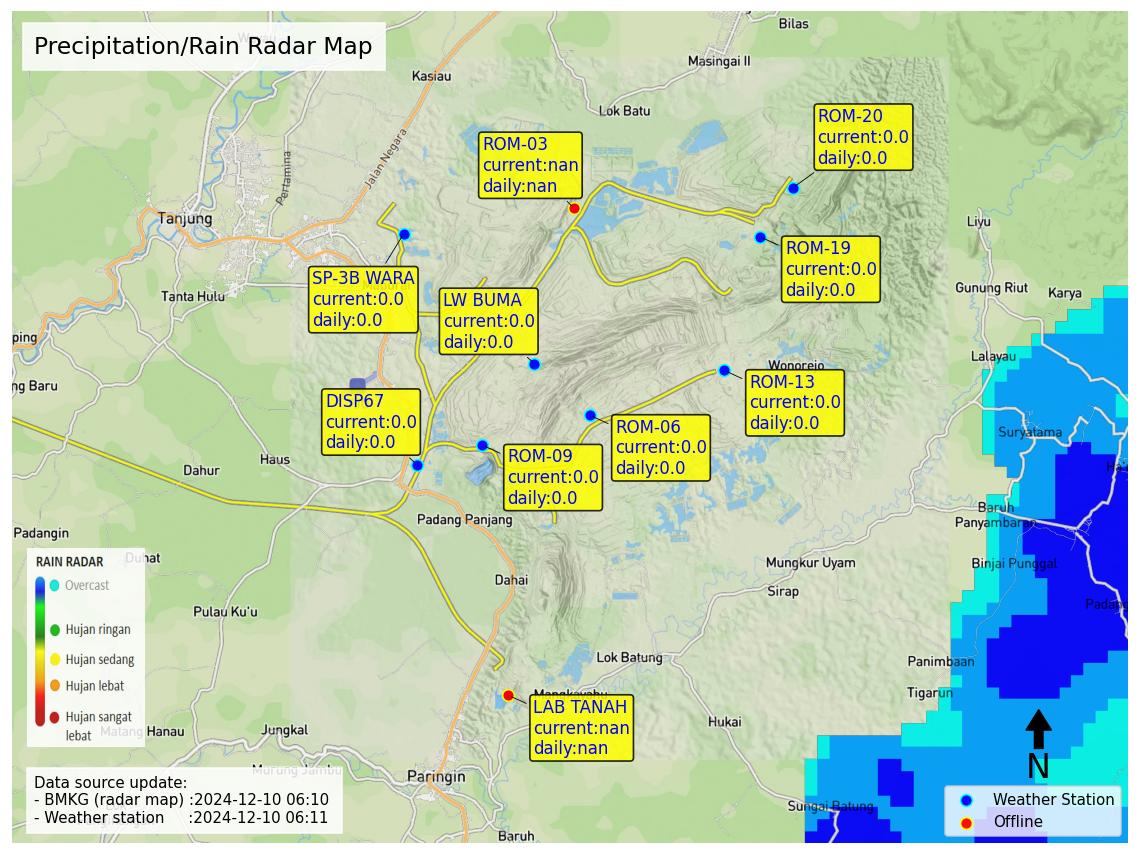 Precipitation/Rain Radar Map
Bilas
Masingai II
Kasiau
Lok Batu
ROM-20
current:0.0
daily:0.0
ROM-03
current:nan
daily:nan
Jalan Negara
Pertamina
Tanjung
Liyu
ROM-19
current:0.0
daily:0.0
SP-3B WARA
current:0.0
daily:0.0
LW BUMA
current:0.0
daily:0.0
Tanta Hulu
Gunung Riut
Karya
ping
Lalayau
Wonorejo
ng Baru
ROM-13
current:0.0
daily:0.0
DISP67
current:0.0
daily:0.0
ROM-06
current:0.0
daily:0.0
Suryatama
ROM-09
current:0.0
daily:0.0
Haus
Dahur
Ha
Baruh
Panyambaran
Padang Panjang
Padangin
Duhat
Binjai Punggal
Mungkur Uyam
Dahai
Sirap
Padang
Pulau Ku'u
RAIN RADAR
Overcast
Hujan ringan
Hujan sedang
Hujan lebat
Hujan sangat
lebat
Lok Batung
Panimbaan
Tigarun
Mangkayahu
LAB TANAH
current:nan
daily:nan
Hukai
Matang Hanau
Jungkal
Murung Jambu
Paringin
N
Data source update:
- BMKG (radar map) :2024-12-10 06:10
- Weather station :2024-12-10 06:11
Sungai Batung
Baruh
Weather Station
Offline